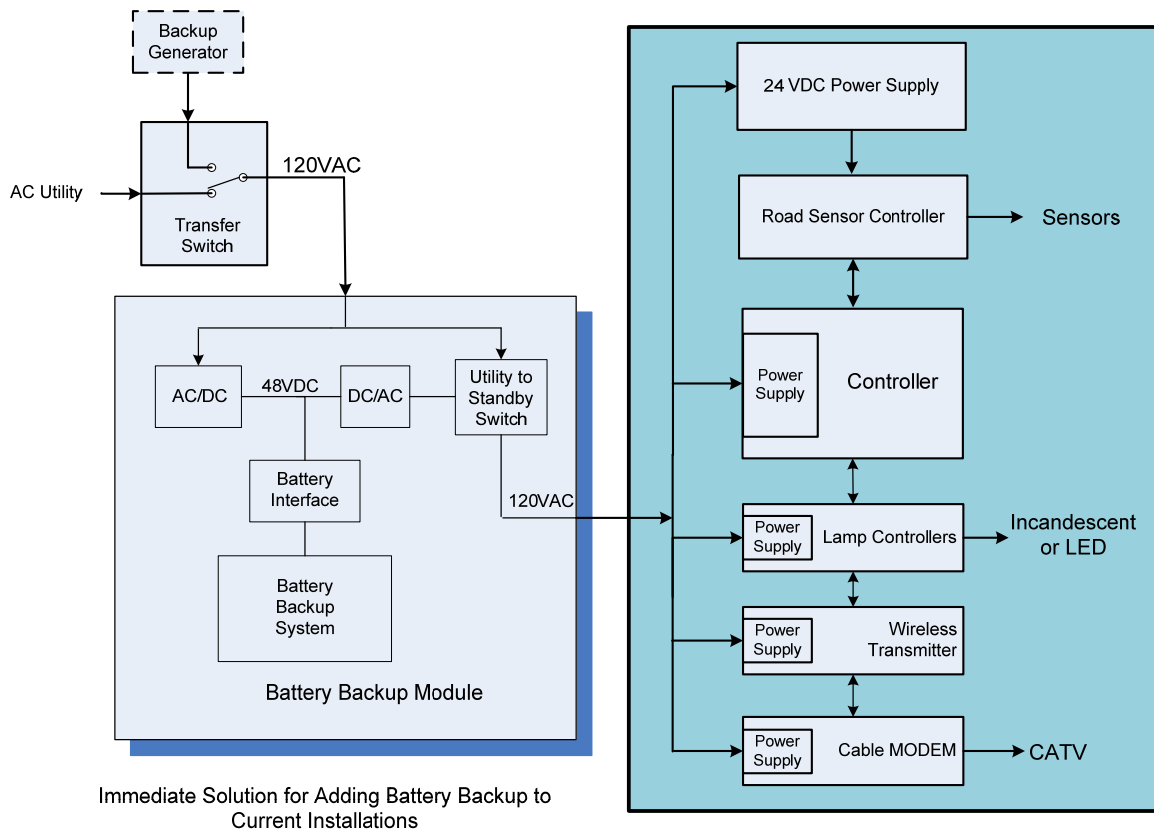 Backup
Generator
AC Utility
120VAC
Transfer
Switch
AC/DC
48VDC
DC/AC
Utility to
Standby
Switch
Battery
Interface
120VAC
Battery
Backup
System
Battery Backup Module
Immediate Solution for Adding Battery Backup to
Current Installations
24 VDC Power Supply
Road Sensor Controller
Sensors
Power
Supply
Controller
Power
Supply
Lamp Controllers
Incandescent
or LED
Power
Supply
Wireless
Transmitter
Power
Supply
Cable MODEM
CATV